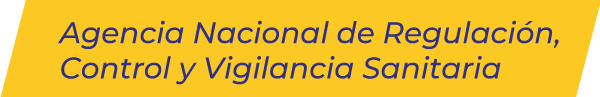 Agencia Nacional de Regulación,
Control y Vigilancia Sanitaria